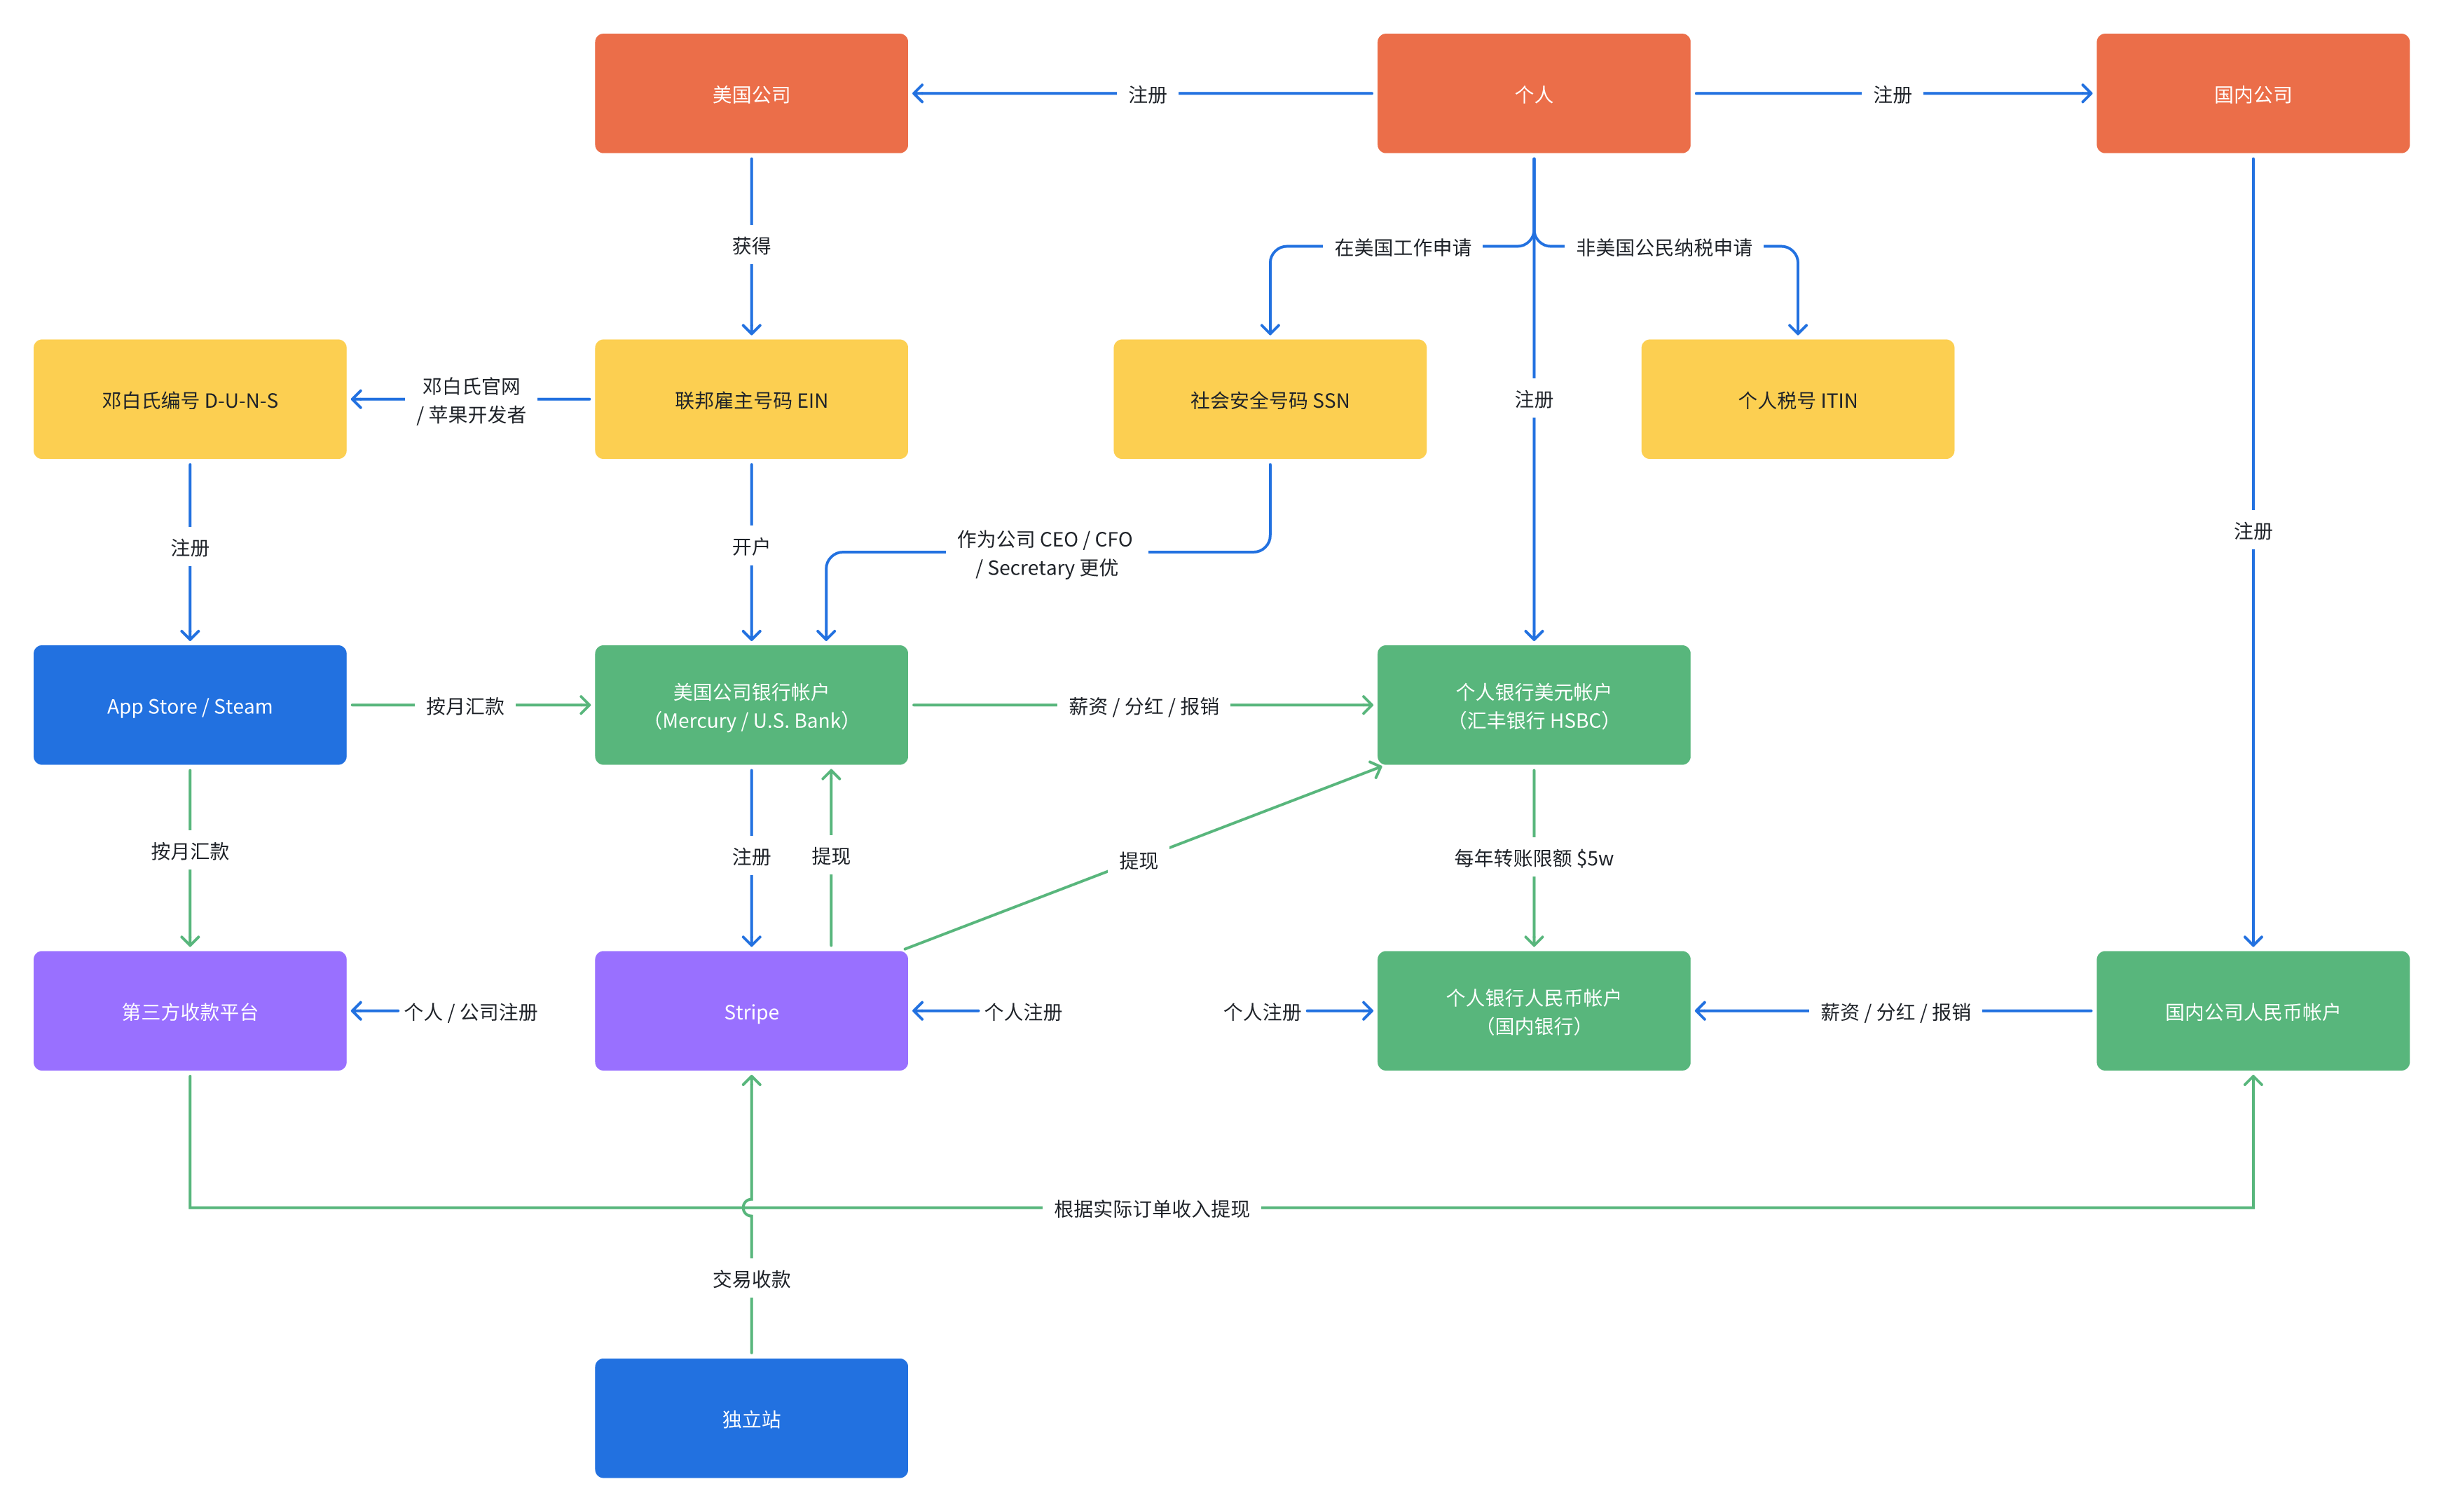 美国公司
注册
个人
注册
国内公司
获得
在美国工作申请
非美国公民纳税申请
邓白氏编号 D-U-N-S
邓白氏官网
/ 苹果开发者
联邦雇主号码 EIN
社会安全号码 SSN
注册
个人税号 ITIN
注册
开户
作为公司 CEO / CFO
/ Secretary 更优
注册
App Store / Steam
按月汇款
美国公司银行帐户
（Mercury / U.S. Bank）
薪资 / 分红 / 报销
个人银行美元帐户
（汇丰银行 HSBC）
按月汇款
注册
提现
提现
每年转账限额 $5w
第三方收款平台
个人 / 公司注册
Stripe
个人注册
个人注册
个人银行人民币帐户
（国内银行）
薪资 / 分红 / 报销
国内公司人民币帐户
根据实际订单收入提现
交易收款
独立站